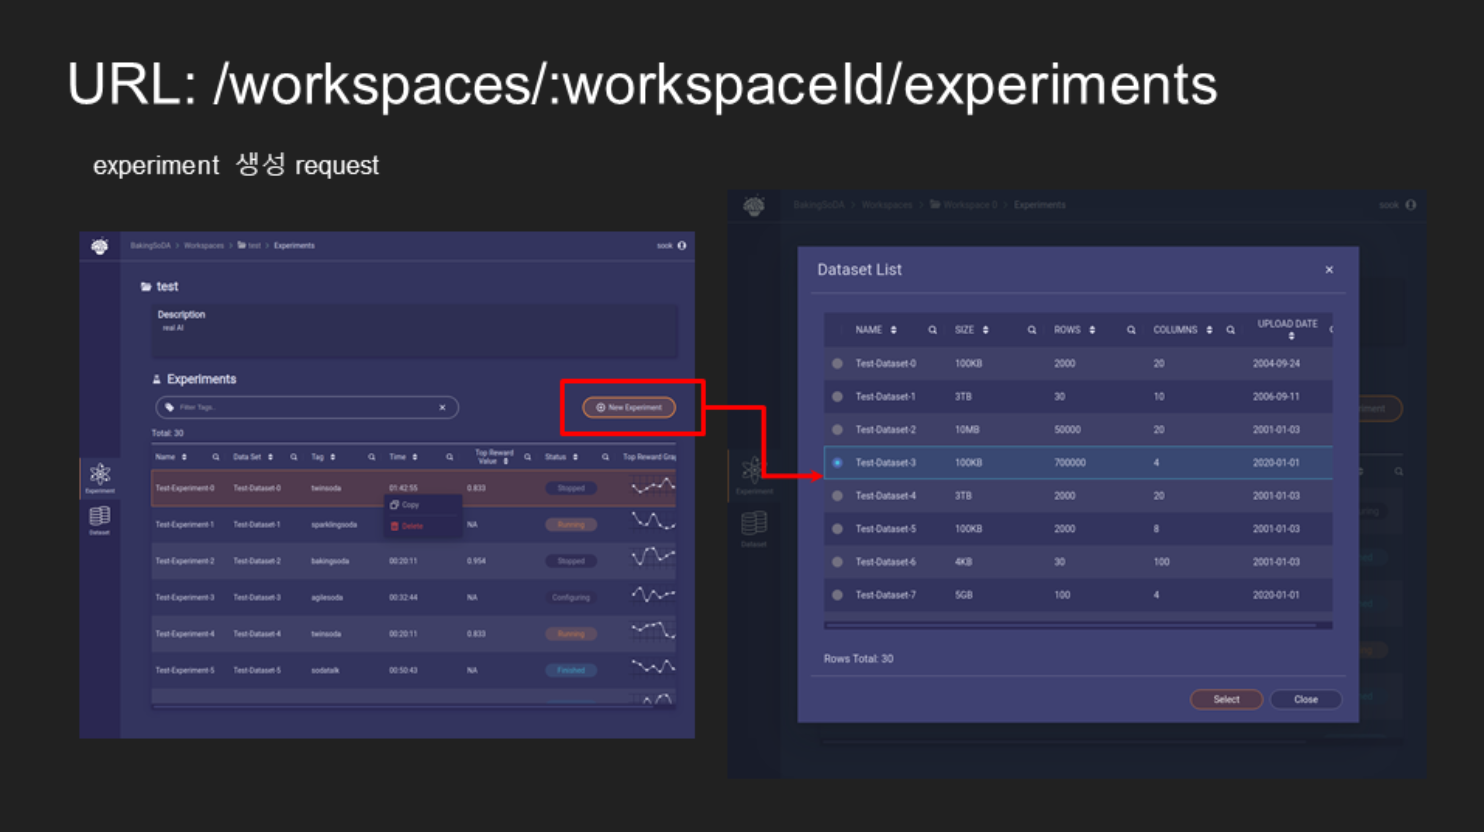 URL: /workspaces/:workspaceId/experiments
experiment 생성 request
BakingSoDA > Workspaces > test > Experiments
sook
test
Description
real AI
Experiments
Filter Tags..
New Experiment
Total: 30
Name Data Set Tag Time Top Reward Value Status Top Reward Grap
Test-Experiment-0 Test-Dataset-0 twinsoda 01:42:55 0.833 Stopped
Copy
Delete
Test-Experiment-1 Test-Dataset-1 sparklingsoda NA Running
Test-Experiment-2 Test-Dataset-2 bakingsoda 00:20:11 0.954 Stopped
Test-Experiment-3 Test-Dataset-3 agilesoda 00:32:44 NA Configuring
Test-Experiment-4 Test-Dataset-4 twinsoda 00:20:11 0.833 Running
Test-Experiment-5 Test-Dataset-5 sodatalk 00:50:43 NA Finished
Experiment
Dataset
BakingSoDA > Workspaces > Workspace 0 > Experiments
sook
Experiment
Dataset
Dataset List
NAME SIZE ROWS COLUMNS UPLOAD DATE
Test-Dataset-0 100KB 2000 20 2004-09-24
Test-Dataset-1 3TB 30 10 2006-09-11
Test-Dataset-2 10MB 50000 20 2001-01-03
Test-Dataset-3 100KB 700000 4 2020-01-01
Test-Dataset-4 3TB 2000 20 2001-01-03
Test-Dataset-5 100KB 2000 8 2001-01-03
Test-Dataset-6 4KB 30 100 2001-01-03
Test-Dataset-7 5GB 100 4 2020-01-01
Rows Total: 30
Select Close